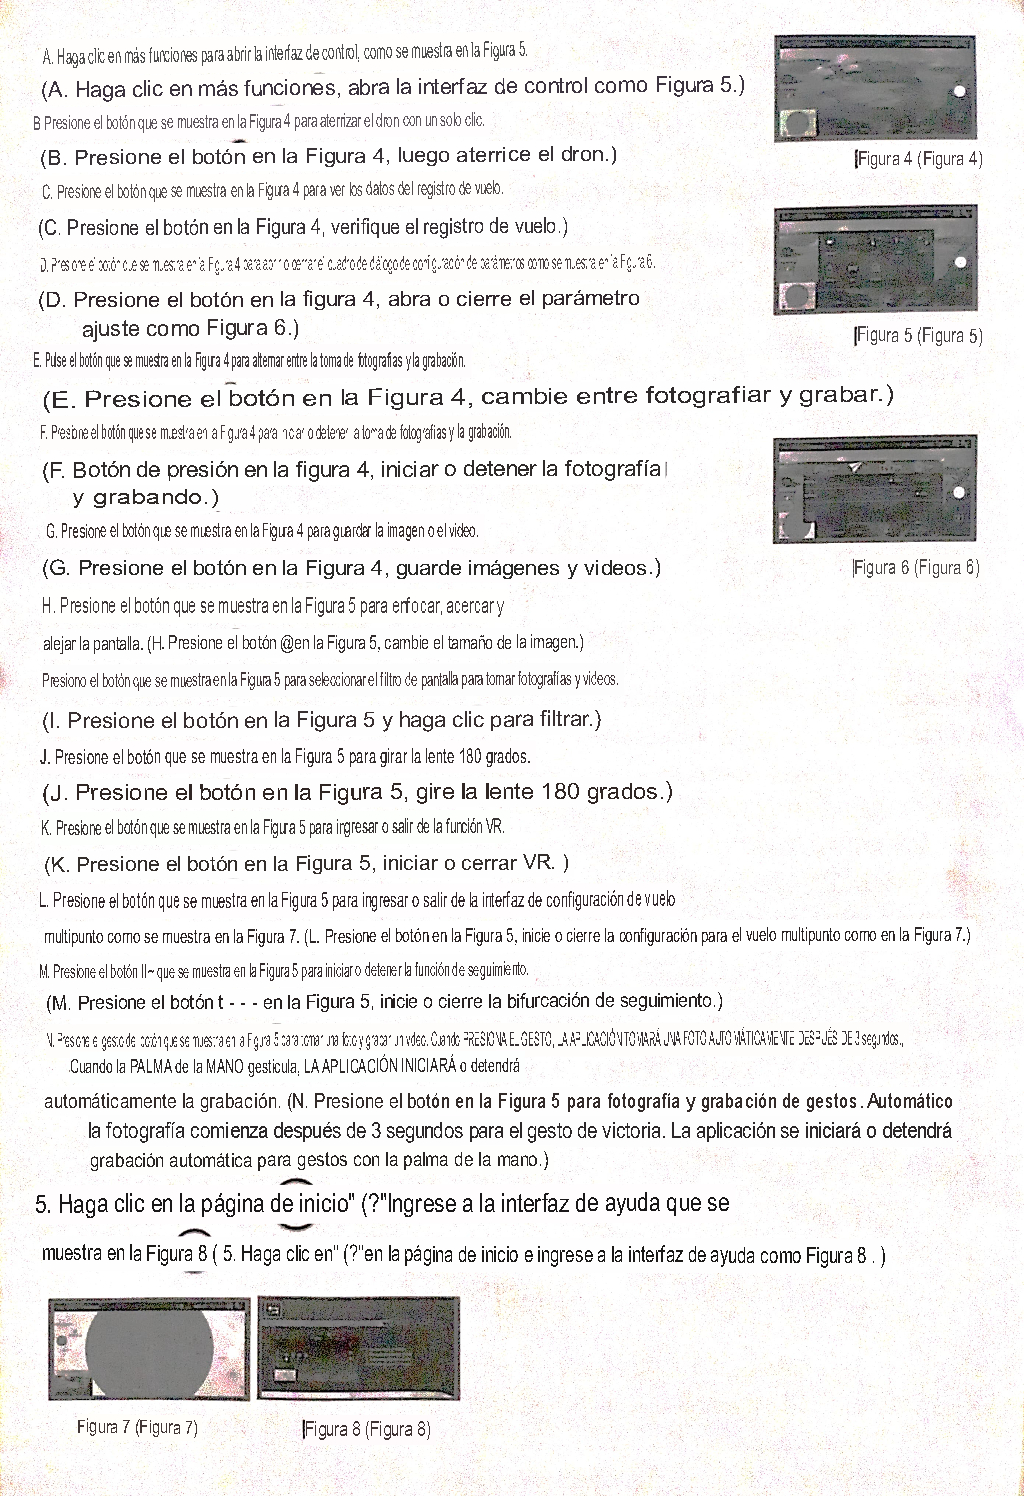 A. Haga clic en más funciones para abrir la interfaz de control, como se muestra en la Figura 5.
(A. Haga clic en más funciones, abra la interfaz de control como Figura 5.)
B Presione el botón que se muestra en la Figura 4 para aterrizar el dron con un solo clic.
(B. Presione el botón en la Figura 4, luego aterrice el dron.)
|Figura 4 (Figura 4)
C. Presione el botón que se muestra en la Figura 4 para ver los datos del registro de vuelo.
(C. Presione el botón en la Figura 4, verifique el registro de vuelo.)
D. Presione el botón que se muestra en la Figura 4 para abrir o cerrar el cuadro de diálogo de configuración de parámetros como se muestra en la Figura 6.
(D. Presione el botón en la figura 4, abra o cierre el parámetro
ajuste como Figura 6.)
|Figura 5 (Figura 5)
E. Pulse el botón que se muestra en la Figura 4 para alternar entre la toma de fotografías y la grabación.
(E. Presione el botón en la Figura 4, cambie entre fotografiar y grabar.)
F. Presione el botón que se muestra en la Figura 4 para iniciar o detener la toma de fotografías y la grabación.
(F. Botón de presión en la figura 4, iniciar o detener la fotografía
y grabando.)
G. Presione el botón que se muestra en la Figura 4 para guardar la imagen o el video.
(G. Presione el botón en la Figura 4, guarde imágenes y videos.)
|Figura 6 (Figura 6)
H. Presione el botón que se muestra en la Figura 5 para enfocar, acercar y
alejar la pantalla. (H. Presione el botón @en la Figura 5, cambie el tamaño de la imagen.)
Presiono el botón que se muestra en la Figura 5 para seleccionar el filtro de pantalla para tomar fotografías y videos.
(I. Presione el botón en la Figura 5 y haga clic para filtrar.)
J. Presione el botón que se muestra en la Figura 5 para girar la lente 180 grados.
(J. Presione el botón en la Figura 5, gire la lente 180 grados.)
K. Presione el botón que se muestra en la Figura 5 para ingresar o salir de la función VR.
(K. Presione el botón en la Figura 5, iniciar o cerrar VR. )
L. Presione el botón que se muestra en la Figura 5 para ingresar o salir de la interfaz de configuración de vuelo
multipunto como se muestra en la Figura 7. (L. Presione el botón en la Figura 5, inicie o cierre la configuración para el vuelo multipunto como en la Figura 7.)
M. Presione el botón II~ que se muestra en la Figura 5 para iniciar o detener la función de seguimiento.
(M. Presione el botón t - - - en la Figura 5, inicie o cierre la bifurcación de seguimiento.)
N. Presione el gesto del botón que se muestra en la Figura 5 para tomar una foto y grabar un video. Cuando PRESIONA EL GESTO, LA APLICACIÓN TOMARÁ UNA FOTO AUTOMÁTICAMENTE DESPUÉS DE 3 segundos.,
Cuando la PALMA de la MANO gesticula, LA APLICACIÓN INICIARÁ o detendrá
automáticamente la grabación. (N. Presione el botón en la Figura 5 para fotografía y grabación de gestos. Automático
la fotografía comienza después de 3 segundos para el gesto de victoria. La aplicación se iniciará o detendrá
grabación automática para gestos con la palma de la mano.)
5. Haga clic en la página de inicio" (?"Ingrese a la interfaz de ayuda que se
muestra en la Figura 8 ( 5. Haga clic en" (?"en la página de inicio e ingrese a la interfaz de ayuda como Figura 8 . )
Figura 7 (Figura 7)
|Figura 8 (Figura 8)